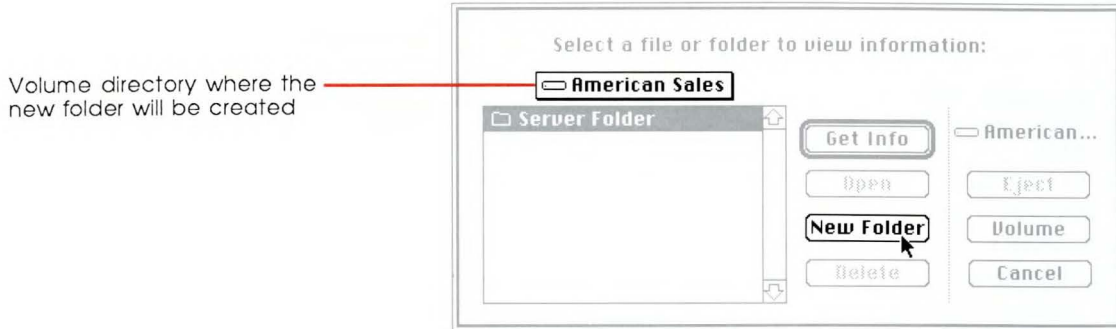 Select a file or folder to view information:
Volume directory where the
new folder will be created
American Sales
Server Folder
Get Info
American...
Open
Eject
New Folder
Volume
Delete
Cancel